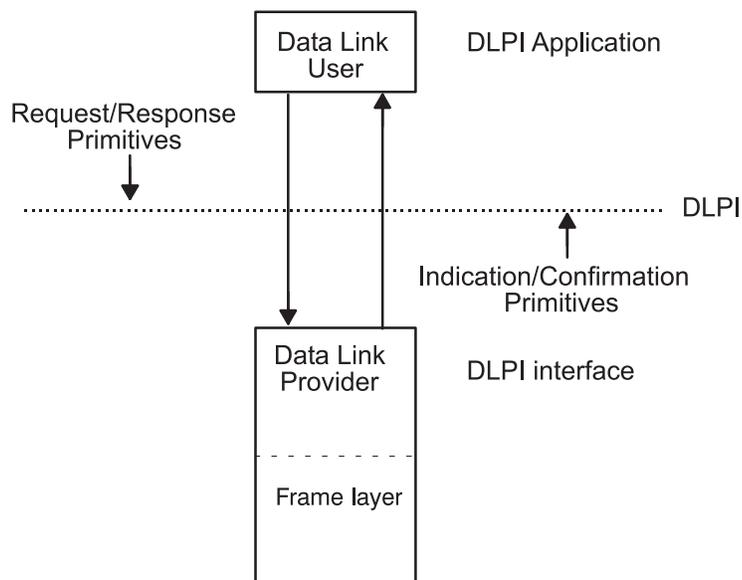 Data Link
User
DLPI Application
Request/Response
Primitives
DLPI
Indication/Confirmation
Primitives
Data Link
Provider
DLPI interface
Frame layer